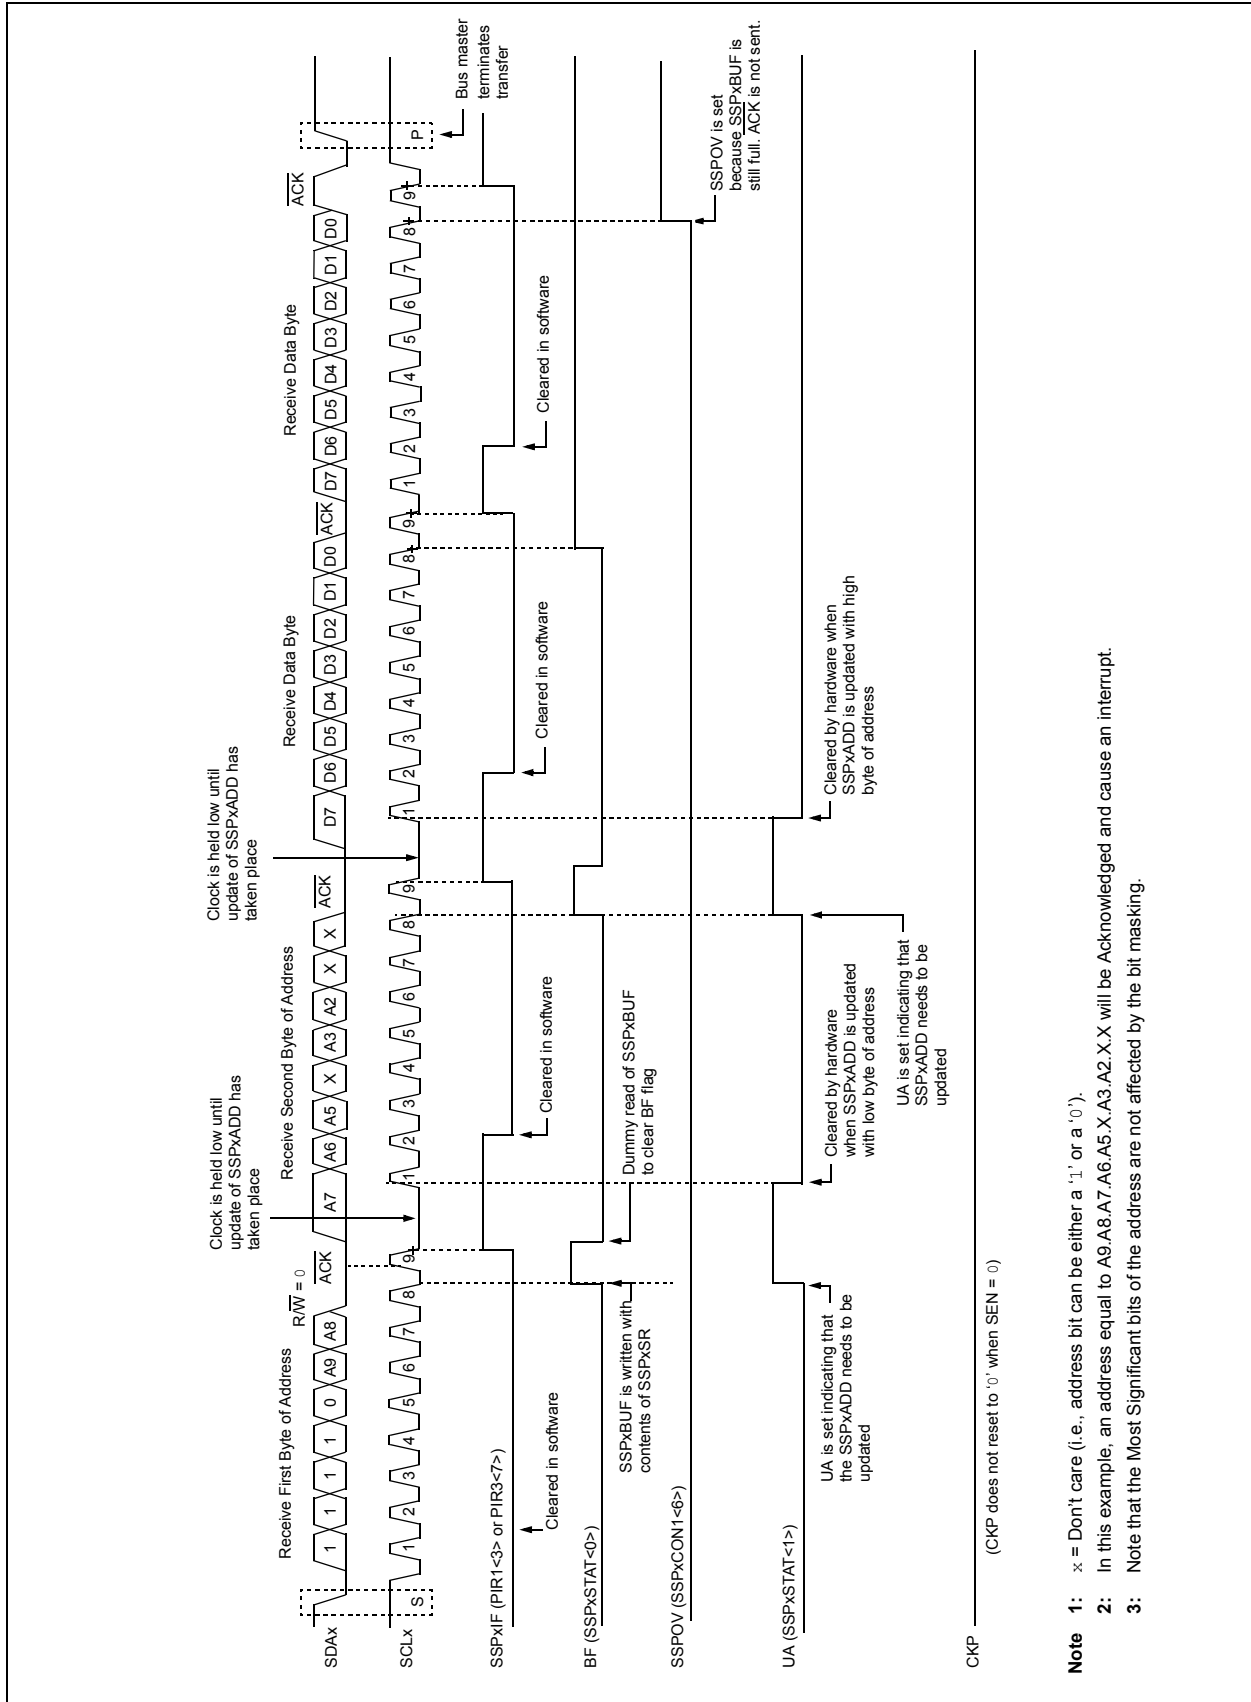 Receive First Byte of Address
R/W = 0
ACK
Clock is held low until
update of SSPxADD has
taken place
Receive Second Byte of Address
ACK
Clock is held low until
update of SSPxADD has
taken place
Receive Data Byte
ACK
Receive Data Byte
ACK
SDAx
S
1 1 1 1 0 A9 A8
A7 A6 A5 X A3 A2 X X
D7 D6 D5 D4 D3 D2 D1 D0
D7 D6 D5 D4 D3 D2 D1 D0
P
Bus master
terminates
transfer
SCLx
1 2 3 4 5 6 7 8 9
1 2 3 4 5 6 7 8 9
1 2 3 4 5 6 7 8 9
1 2 3 4 5 6 7 8 9
SSPxIF (PIR1<3> or PIR3<7>)
Cleared in software
Cleared in software
Cleared in software
Cleared in software
BF (SSPxSTAT<0>)
SSPxBUF is written with
contents of SSPxSR
Dummy read of SSPxBUF
to clear BF flag
SSPOV (SSPxCON1<6>)
SSPOV is set
because SSPxBUF is
still full. ACK is not sent.
UA (SSPxSTAT<1>)
UA is set indicating that
the SSPxADD needs to be
updated
Cleared by hardware
when SSPxADD is updated
with low byte of address
UA is set indicating that
SSPxADD needs to be
updated
Cleared by hardware when
SSPxADD is updated with high
byte of address
CKP
(CKP does not reset to ‘0’ when SEN = 0)
Note 1: x = Don’t care (i.e., address bit can be either a ‘1’ or a ‘0’).
2: In this example, an address equal to A9.A8.A7.A6.A5.X.A3.A2.X.X will be Acknowledged and cause an interrupt.
3: Note that the Most Significant bits of the address are not affected by the bit masking.